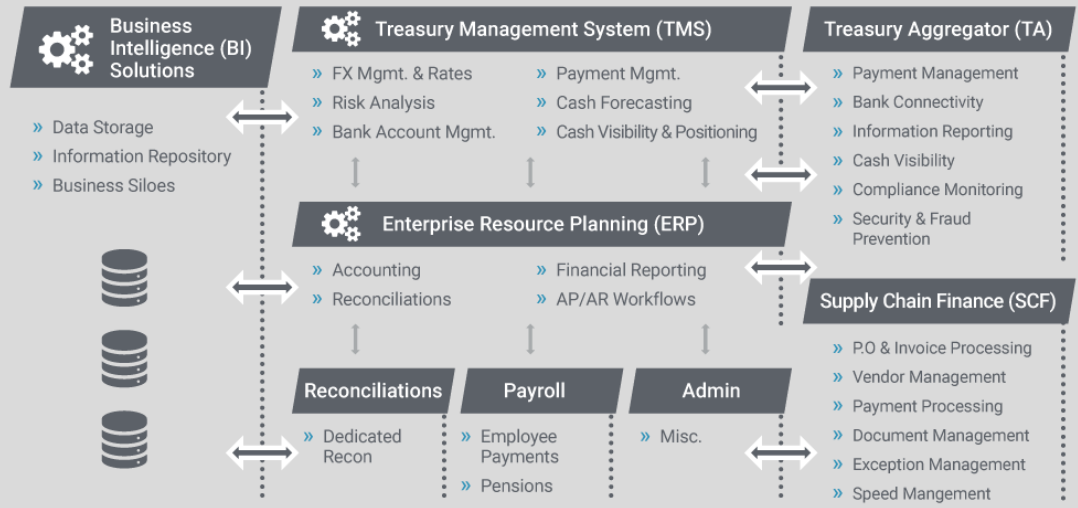 Business
Intelligence (BI)
Solutions
» Data Storage
» Information Repository
» Business Siloes
Treasury Management System (TMS)
» FX Mgmt. & Rates
» Risk Analysis
» Bank Account Mgmt.
» Payment Mgmt.
» Cash Forecasting
» Cash Visibility & Positioning
Enterprise Resource Planning (ERP)
» Accounting
» Reconciliations
» Financial Reporting
» AP/AR Workflows
Reconciliations
» Dedicated
Recon
Payroll
» Employee
Payments
» Pensions
Admin
» Misc.
Treasury Aggregator (TA)
» Payment Management
» Bank Connectivity
» Information Reporting
» Cash Visibility
» Compliance Monitoring
» Security & Fraud
Prevention
Supply Chain Finance (SCF)
» P.O & Invoice Processing
» Vendor Management
» Payment Processing
» Document Management
» Exception Management
» Speed Mangement